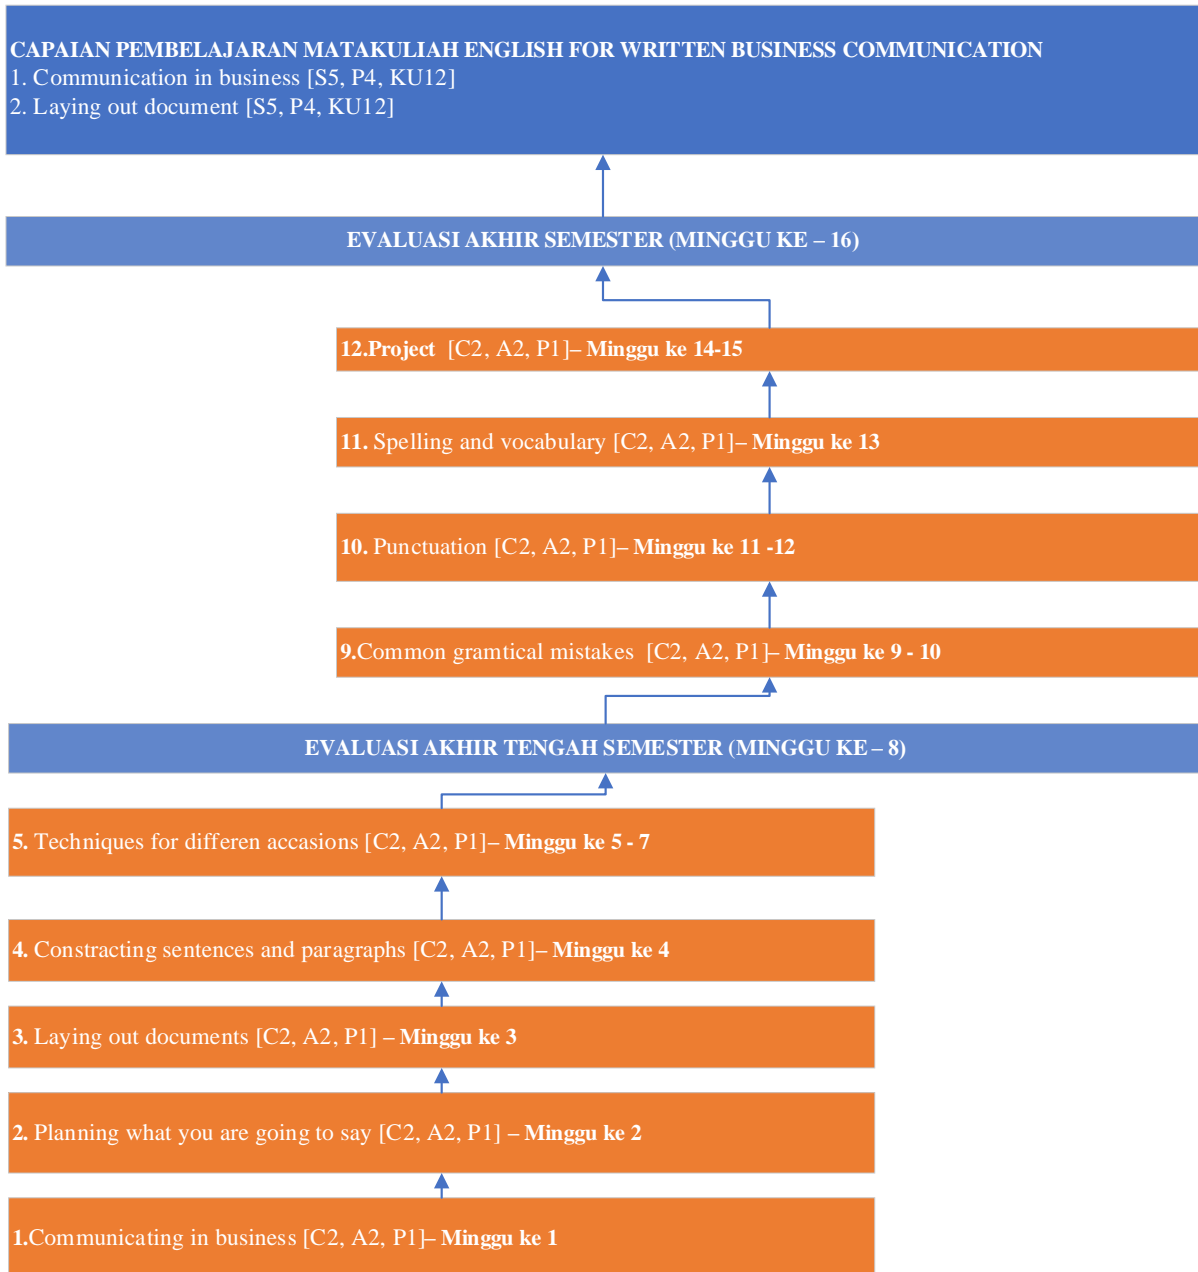 CAPAIAN PEMBELAJARAN MATAKULIAH ENGLISH FOR WRITTEN BUSINESS COMMUNICATION
1. Communication in business [S5, P4, KU12]
2. Laying out document [S5, P4, KU12]
EVALUASI AKHIR SEMESTER (MINGGU KE – 16)
12.Project [C2, A2, P1]– Minggu ke 14-15
11. Spelling and vocabulary [C2, A2, P1]– Minggu ke 13
10. Punctuation [C2, A2, P1]– Minggu ke 11 -12
9.Common gramtical mistakes [C2, A2, P1]– Minggu ke 9 - 10
EVALUASI AKHIR TENGAH SEMESTER (MINGGU KE – 8)
5. Techniques for differen accasions [C2, A2, P1]– Minggu ke 5 - 7
4. Constracting sentences and paragraphs [C2, A2, P1]– Minggu ke 4
3. Laying out documents [C2, A2, P1] – Minggu ke 3
2. Planning what you are going to say [C2, A2, P1] – Minggu ke 2
1.Communicating in business [C2, A2, P1]– Minggu ke 1